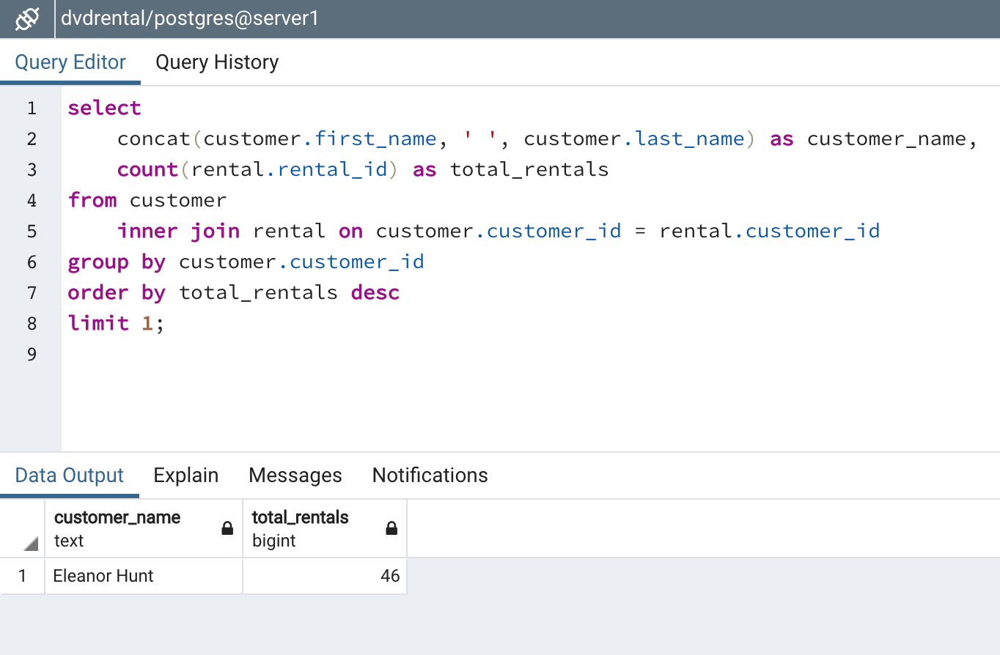 dvdrental/postgres@server1
Query Editor Query History
1 select
2 concat(customer.first_name, ' ', customer.last_name) as customer_name,
3 count(rental.rental_id) as total_rentals
4 from customer
5 inner join rental on customer.customer_id = rental.customer_id
6 group by customer.customer_id
7 order by total_rentals desc
8 limit 1;
9
Data Output Explain Messages Notifications
customer_name total_rentals
text bigint
1 Eleanor Hunt 46